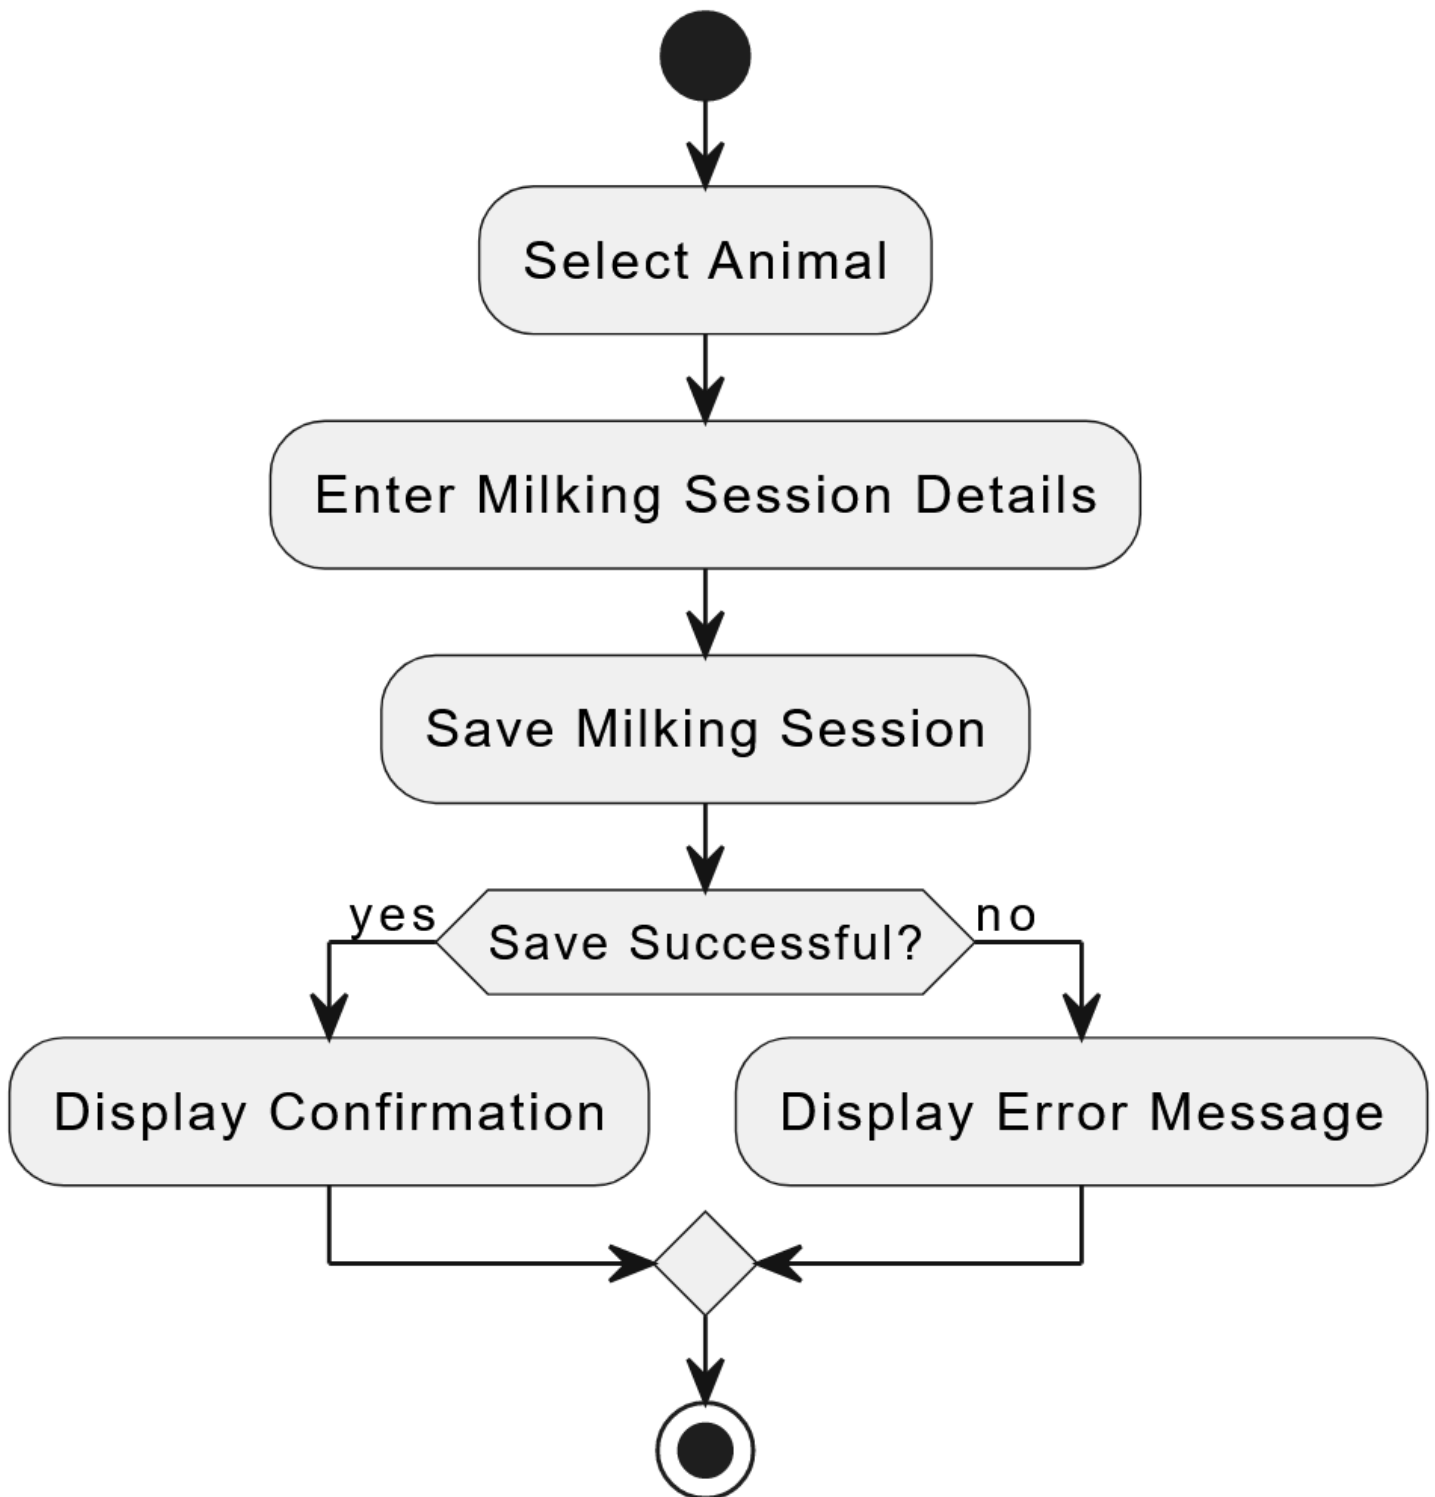 Select Animal
Enter Milking Session Details
Save Milking Session
yes
Save Successful?
no
Display Confirmation
Display Error Message